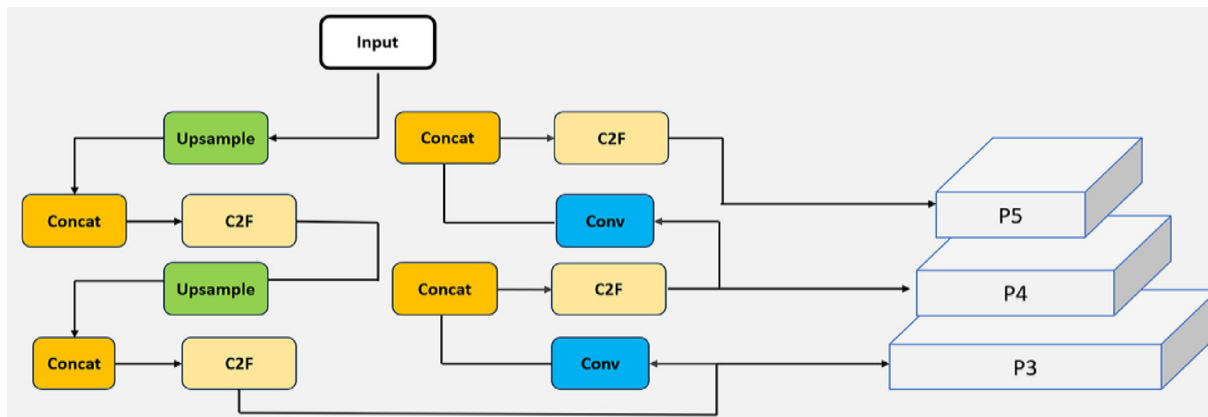 Input
Upsample
Concat
C2F
P5
Concat
C2F
Conv
Upsample
Concat
C2F
P4
Concat
C2F
Conv
P3